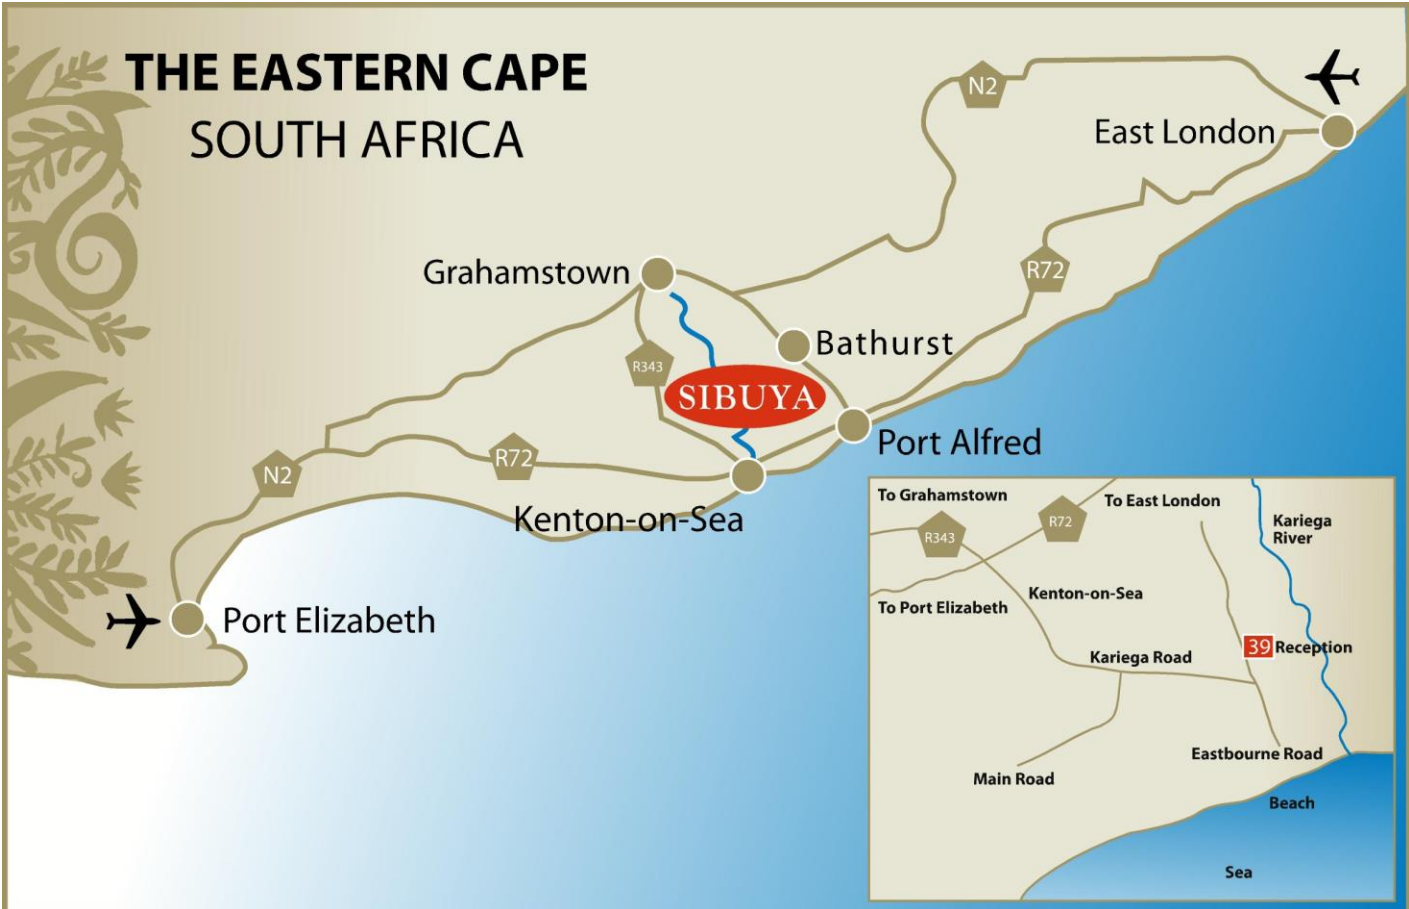 THE EASTERN CAPE
SOUTH AFRICA
N2
East London
Grahamstown
R72
Bathurst
R343
SIBUYA
Port Alfred
N2
R72
Kenton-on-Sea
Port Elizabeth
To Grahamstown
R343
R72
To East London
Kariega
River
Kenton-on-Sea
To Port Elizabeth
Kariega Road
39 Reception
Eastbourne Road
Main Road
Beach
Sea